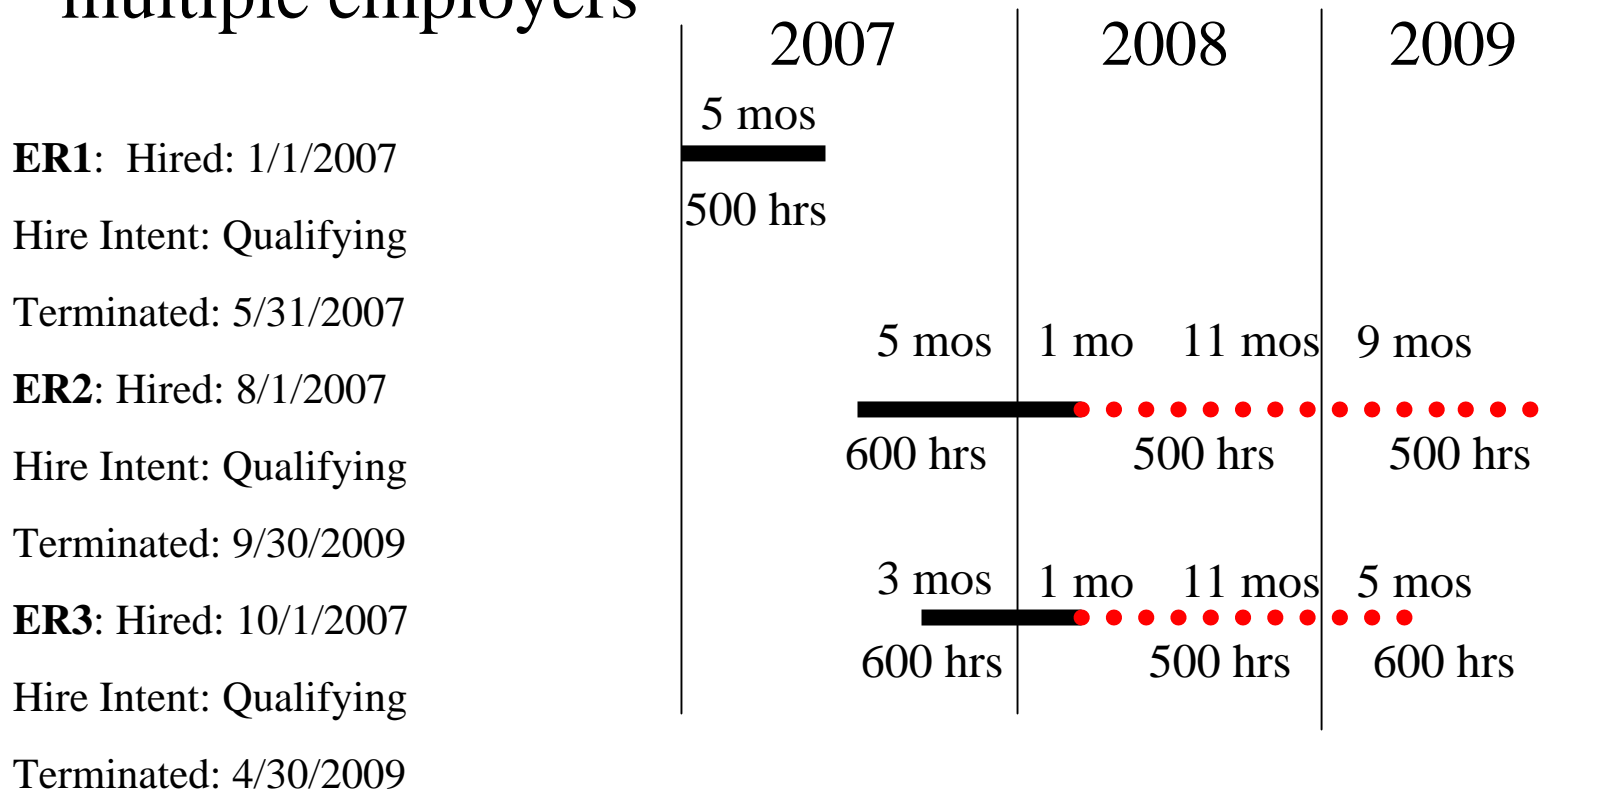 multiple employers
2007 2008 2009
5 mos
ER1: Hired: 1/1/2007
500 hrs
Hire Intent: Qualifying
Terminated: 5/31/2007
5 mos 1 mo 11 mos 9 mos
ER2: Hired: 8/1/2007
600 hrs 500 hrs 500 hrs
Hire Intent: Qualifying
Terminated: 9/30/2009
3 mos 1 mo 11 mos 5 mos
ER3: Hired: 10/1/2007
600 hrs 500 hrs 600 hrs
Hire Intent: Qualifying
Terminated: 4/30/2009